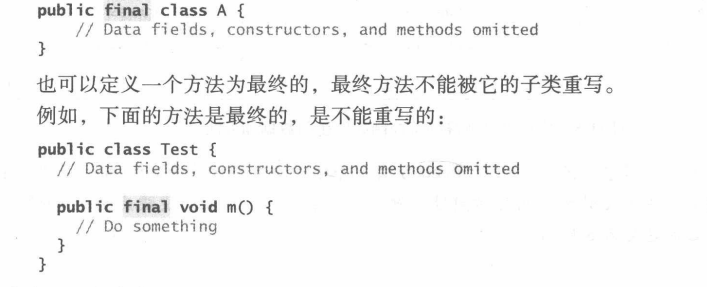 public final class A {
// Data fields, constructors, and methods omitted
}
也可以定义一个方法为最终的，最终方法不能被它的子类重写。
例如，下面的方法是最终的，是不能重写的：
public class Test {
// Data fields, constructors, and methods omitted
public final void m() {
// Do something
}
}